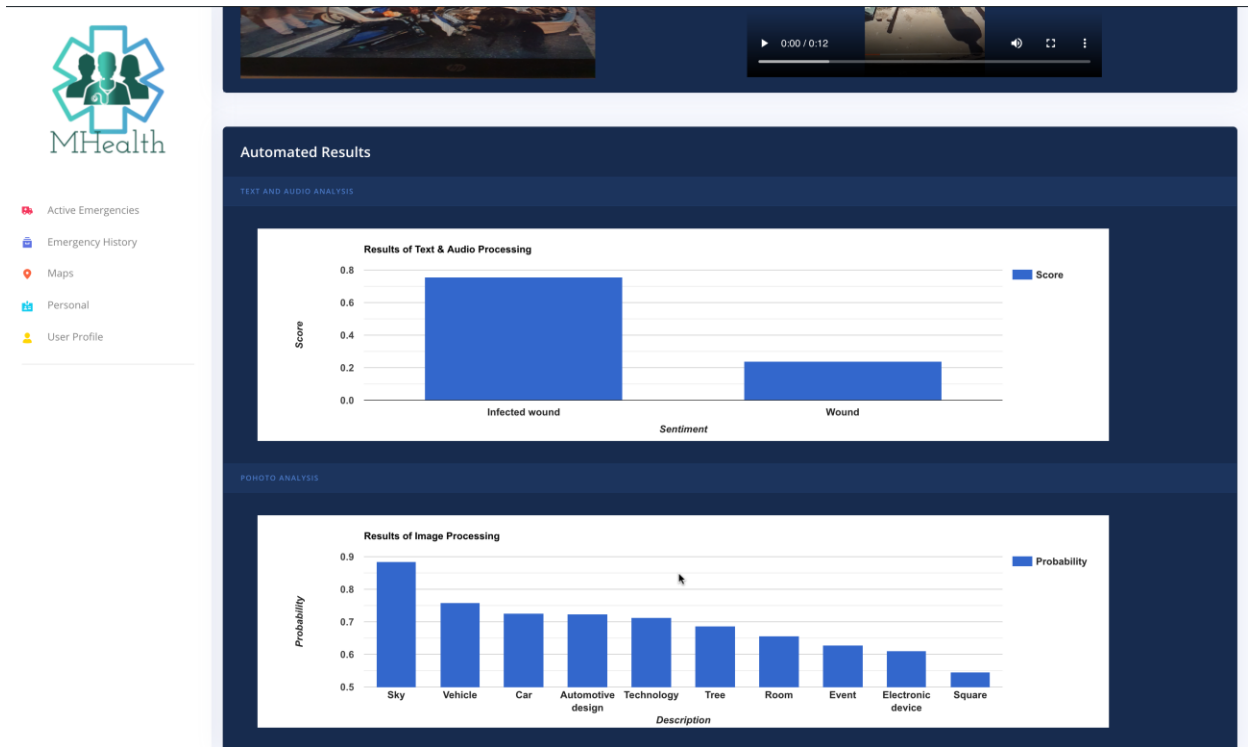 0:00 / 0:12
MHealth
Active Emergencies
Emergency History
Maps
Personal
User Profile
Automated Results
TEXT AND AUDIO ANALYSIS
Results of Text & Audio Processing
Score
0.8
0.6
0.4
0.2
0.0
Score
Infected wound
Wound
Sentiment
POHOTO ANALYSIS
Results of Image Processing
Probability
0.9
0.8
0.7
0.6
0.5
Probability
Sky
Vehicle
Car
Automotive
design
Technology
Tree
Room
Event
Electronic
device
Square
Description